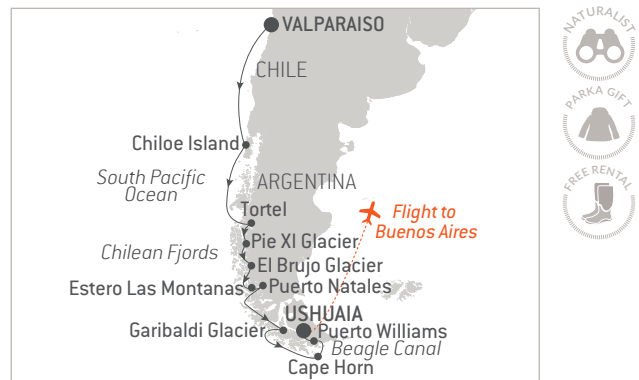 VALPARAISO
CHILE
Chiloe Island
South Pacific
Ocean
ARGENTINA
Tortel
Flight to
Buenos Aires
Chilean Fjords
Pie XI Glacier
El Brujo Glacier
Estero Las Montanas
Puerto Natales
USHUAIA
Garibaldi Glacier
Puerto Williams
Beagle Canal
Cape Horn
NATURALIST
PARKA GIFT
FREE RENTAL